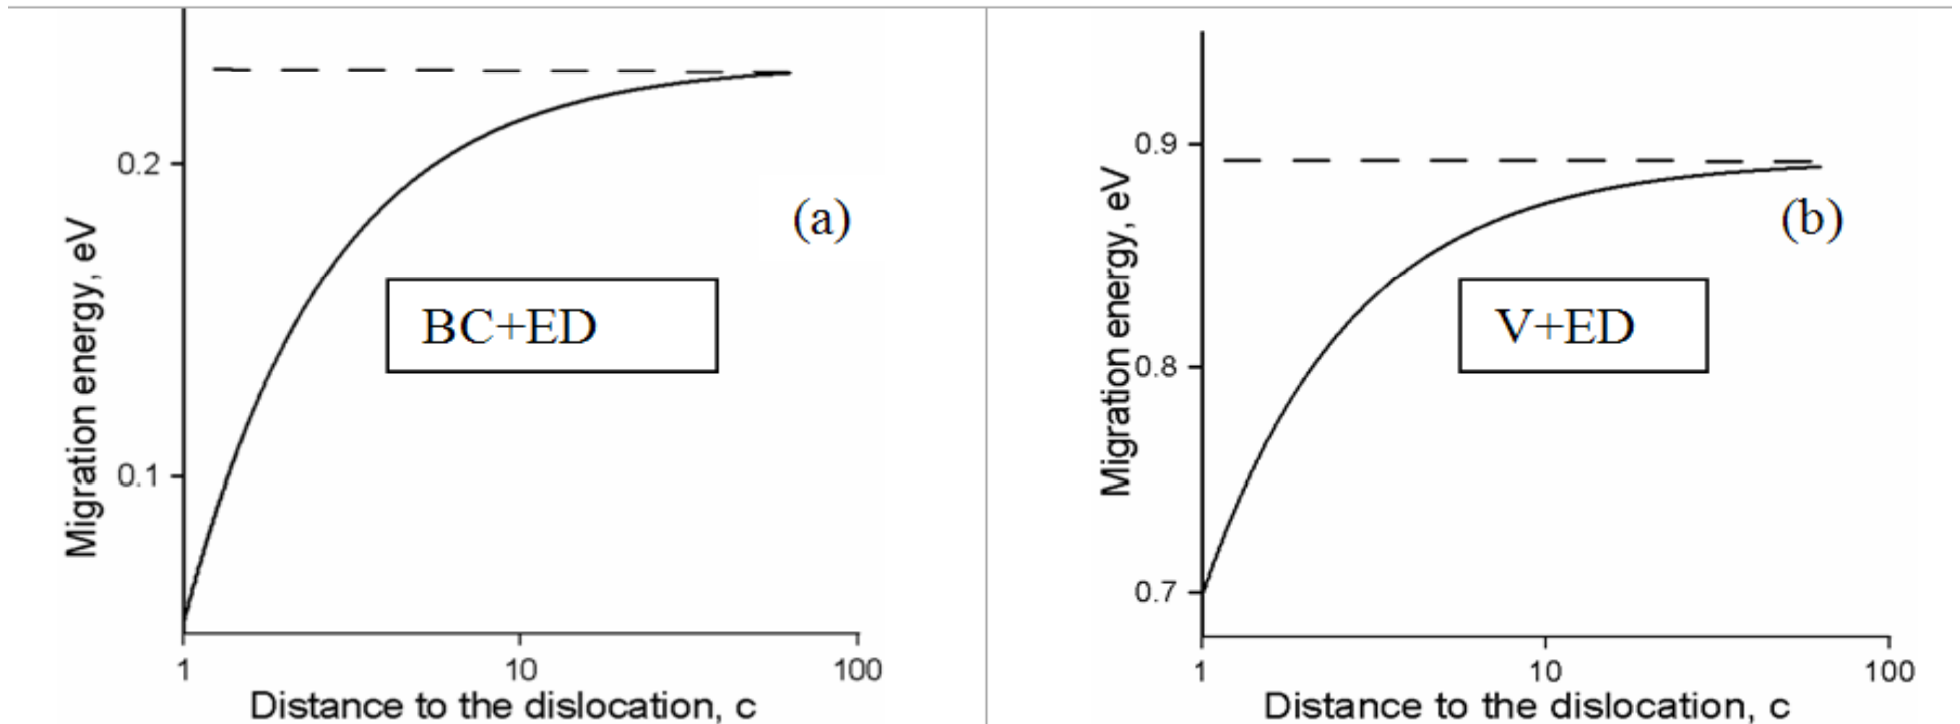 Migration energy, eV
0.2
0.1
(a)
BC+ED
1
10
100
Distance to the dislocation, c
Migration energy, eV
0.9
0.8
0.7
(b)
V+ED
1
10
100
Distance to the dislocation, c